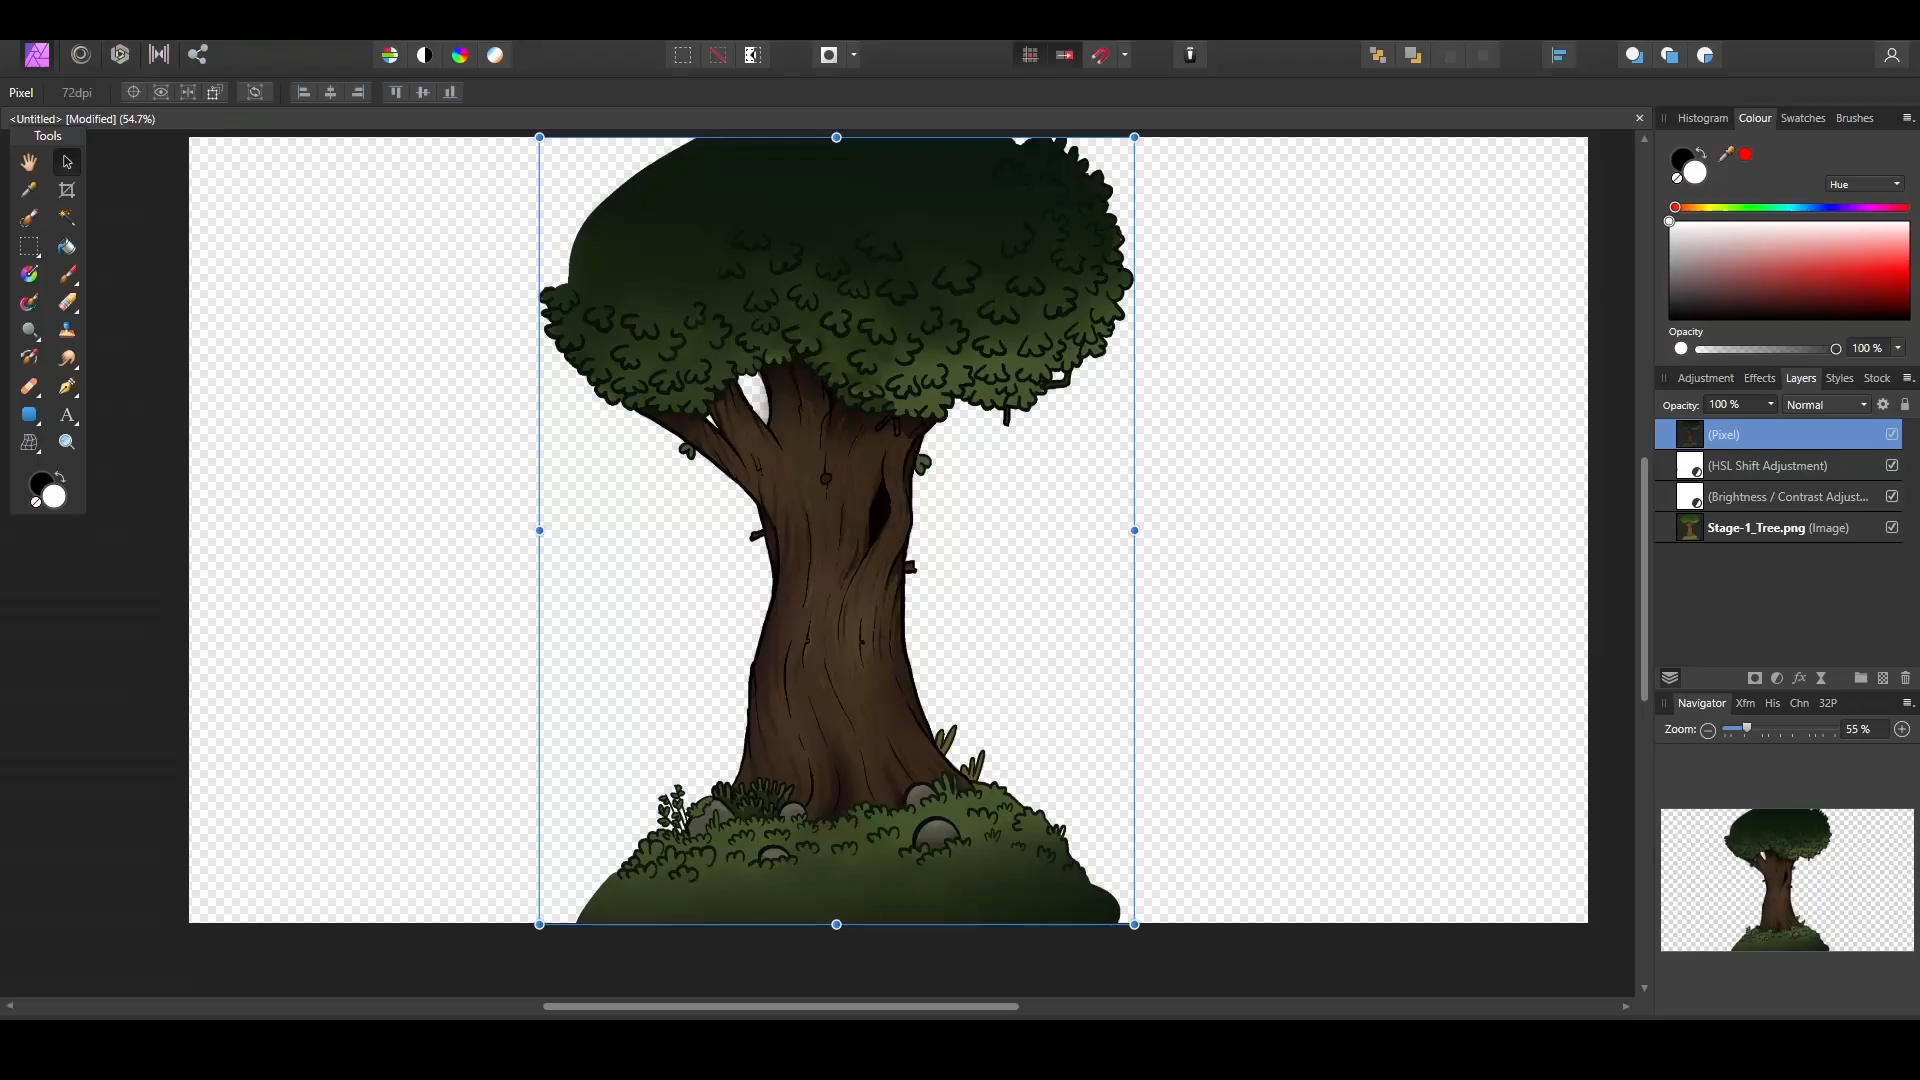 Pixel 72dpi
<Untitled> [Modified] (54.7%)
Tools
A
Histogram Colour Swatches Brushes
Hue
Opacity
100 %
Adjustment Effects Layers Styles Stock
Opacity: 100 % Normal
(Pixel)
(HSL Shift Adjustment)
(Brightness / Contrast Adjust...
Stage-1_Tree.png (Image)
fx
Navigator Xfm His Chn 32P
Zoom: 55 %